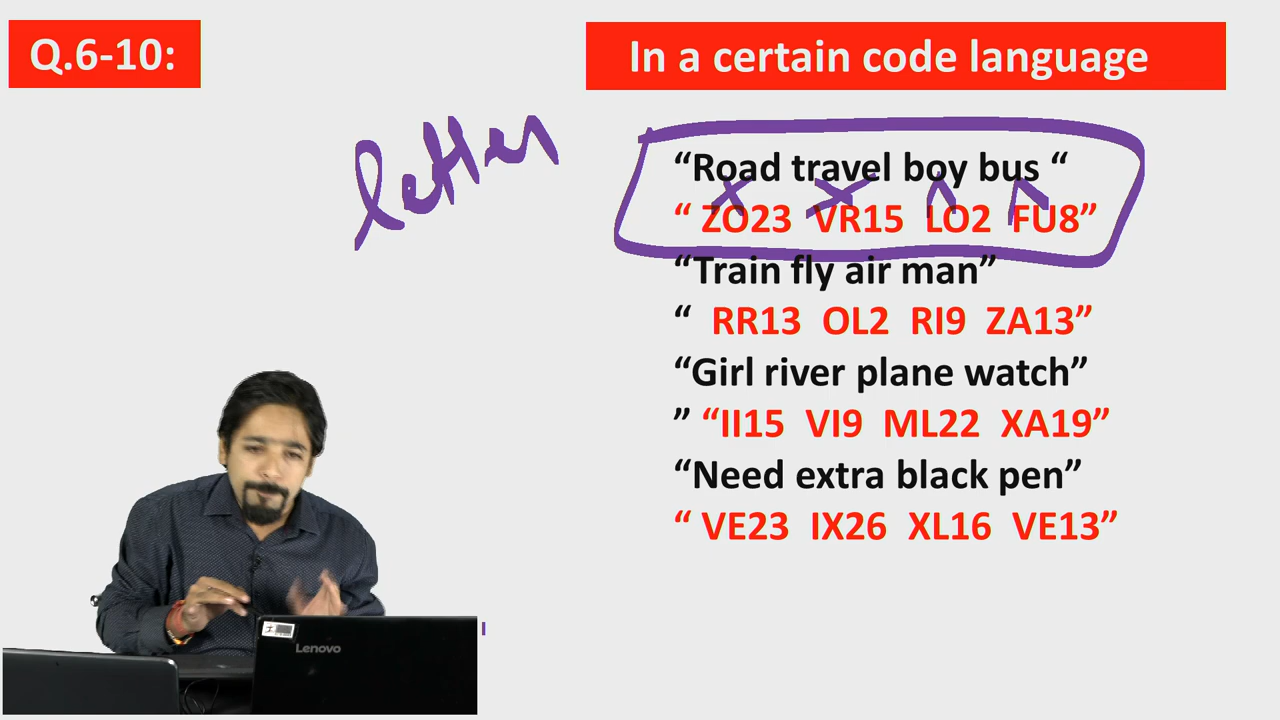 Q.6-10:
In a certain code language
letter
“Road travel boy bus “
“ ZO23 VR15 LO2 FU8”
“Train fly air man”
“ RR13 OL2 RI9 ZA13”
“Girl river plane watch”
” “II15 VI9 ML22 XA19”
“Need extra black pen”
“ VE23 IX26 XL16 VE13”
Lenovo